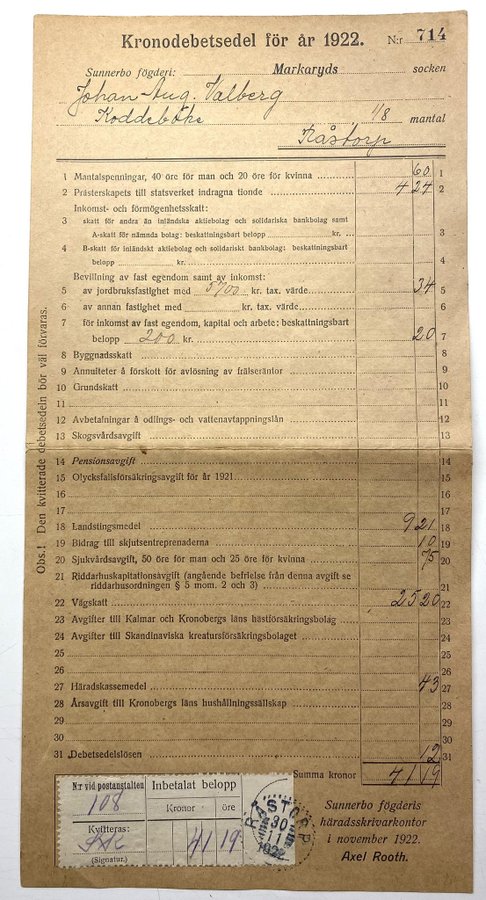 Kronodebetsedel för år 1922. N:r 714
Sunnerbo fögderi: Markaryds socken
Johan Aug. Valberg
Koddeböke 1/8 mantal
Råstorp
1 Mantalspenningar, 40 öre för man och 20 öre för kvinna 60 1
2 Prästerskapets till statsverket indragna tionde 4 24 2
Inkomst- och förmögenhetsskatt:
3 skatt för andra än inländska aktiebolag och solidariska bankbolag samt
A-skatt för nämnda bolag: beskattningsbart belopp kr. 3
4 B-skatt för inländskt aktiebolag och solidariskt bankbolag: beskattningsbart
belopp kr. 4
Bevillning av fast egendom samt av inkomst:
5 av jordbruksfastighet med 5700 kr. tax. värde 34 5
6 av annan fastighet med kr. tax. värde 6
7 för inkomst av fast egendom, kapital och arbete: beskattningsbart
belopp 200 kr. 20 7
8 Byggnadsskatt 8
9 Annuiteter å förskott för avlösning av frälseräntor 9
10 Grundskatt 10
11 11
12 Avbetalningar å odlings- och vattenavtappningslån 12
13 Skogsvårdsavgift 13
14 Pensionsavgift 14
15 Olycksfallsförsäkringsavgift för år 1921 15
16 16
17 17
18 Landstingsmedel 9 21 18
19 Bidrag till skjutsentreprenaderna 10 19
20 Sjukvårdsavgift, 50 öre för man och 25 öre för kvinna 75 20
21 Riddarhuskapitationsavgift (angående befrielse från denna avgift se
riddarhusordningen § 5 mom. 2 och 3) 21
22 Vägskatt 25 20 22
23 Avgifter till Kalmar och Kronobergs läns hästförsäkringsbolag 23
24 Avgifter till Skandinaviska kreatursförsäkringsbolaget 24
25 25
26 26
27 Häradskassemedel 43 27
28 Årsavgift till Kronobergs läns hushållningssällskap 28
29 29
30 30
31 Debetsedelslösen 12 31
Summa kronor 41 19
Obs.! Den kvitterade debetsedeln bör väl förvaras.
N:r vid postanstalten Inbetalat belopp
108 Kronor öre
Kvitteras: 41 19
(Signatur.)
RÅSTORP
30 11
1922
Sunnerbo fögderis
häradsskrivarkontor
i november 1922.
Axel Rooth.